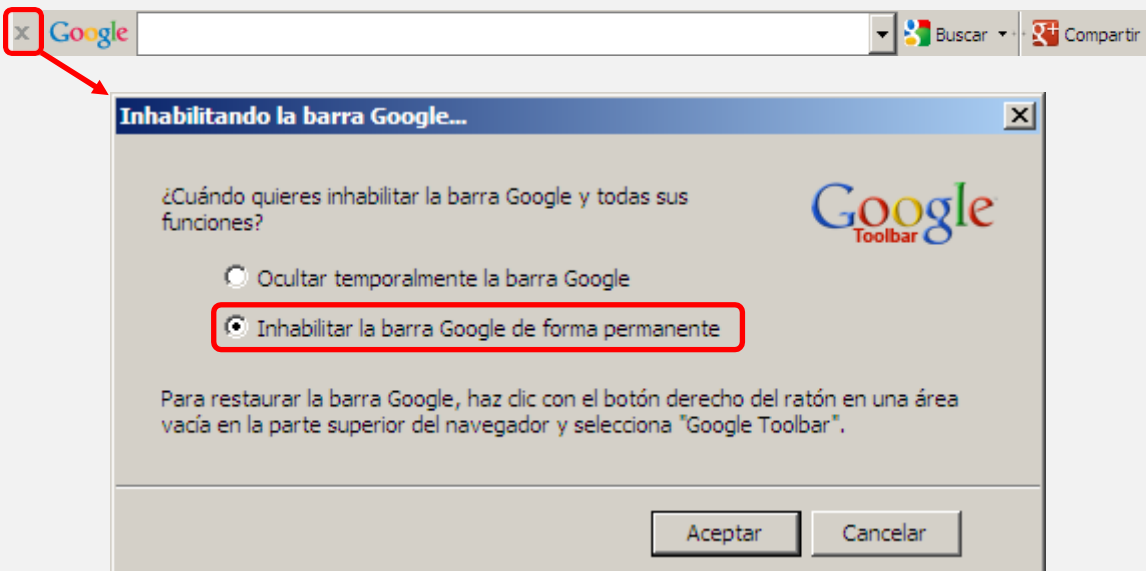 x Google Buscar Compartir
Inhabilitando la barra Google...
¿Cuándo quieres inhabilitar la barra Google y todas sus
funciones?
Google
Toolbar
Ocultar temporalmente la barra Google
Inhabilitar la barra Google de forma permanente
Para restaurar la barra Google, haz clic con el botón derecho del ratón en una área
vacía en la parte superior del navegador y selecciona "Google Toolbar".
Aceptar Cancelar